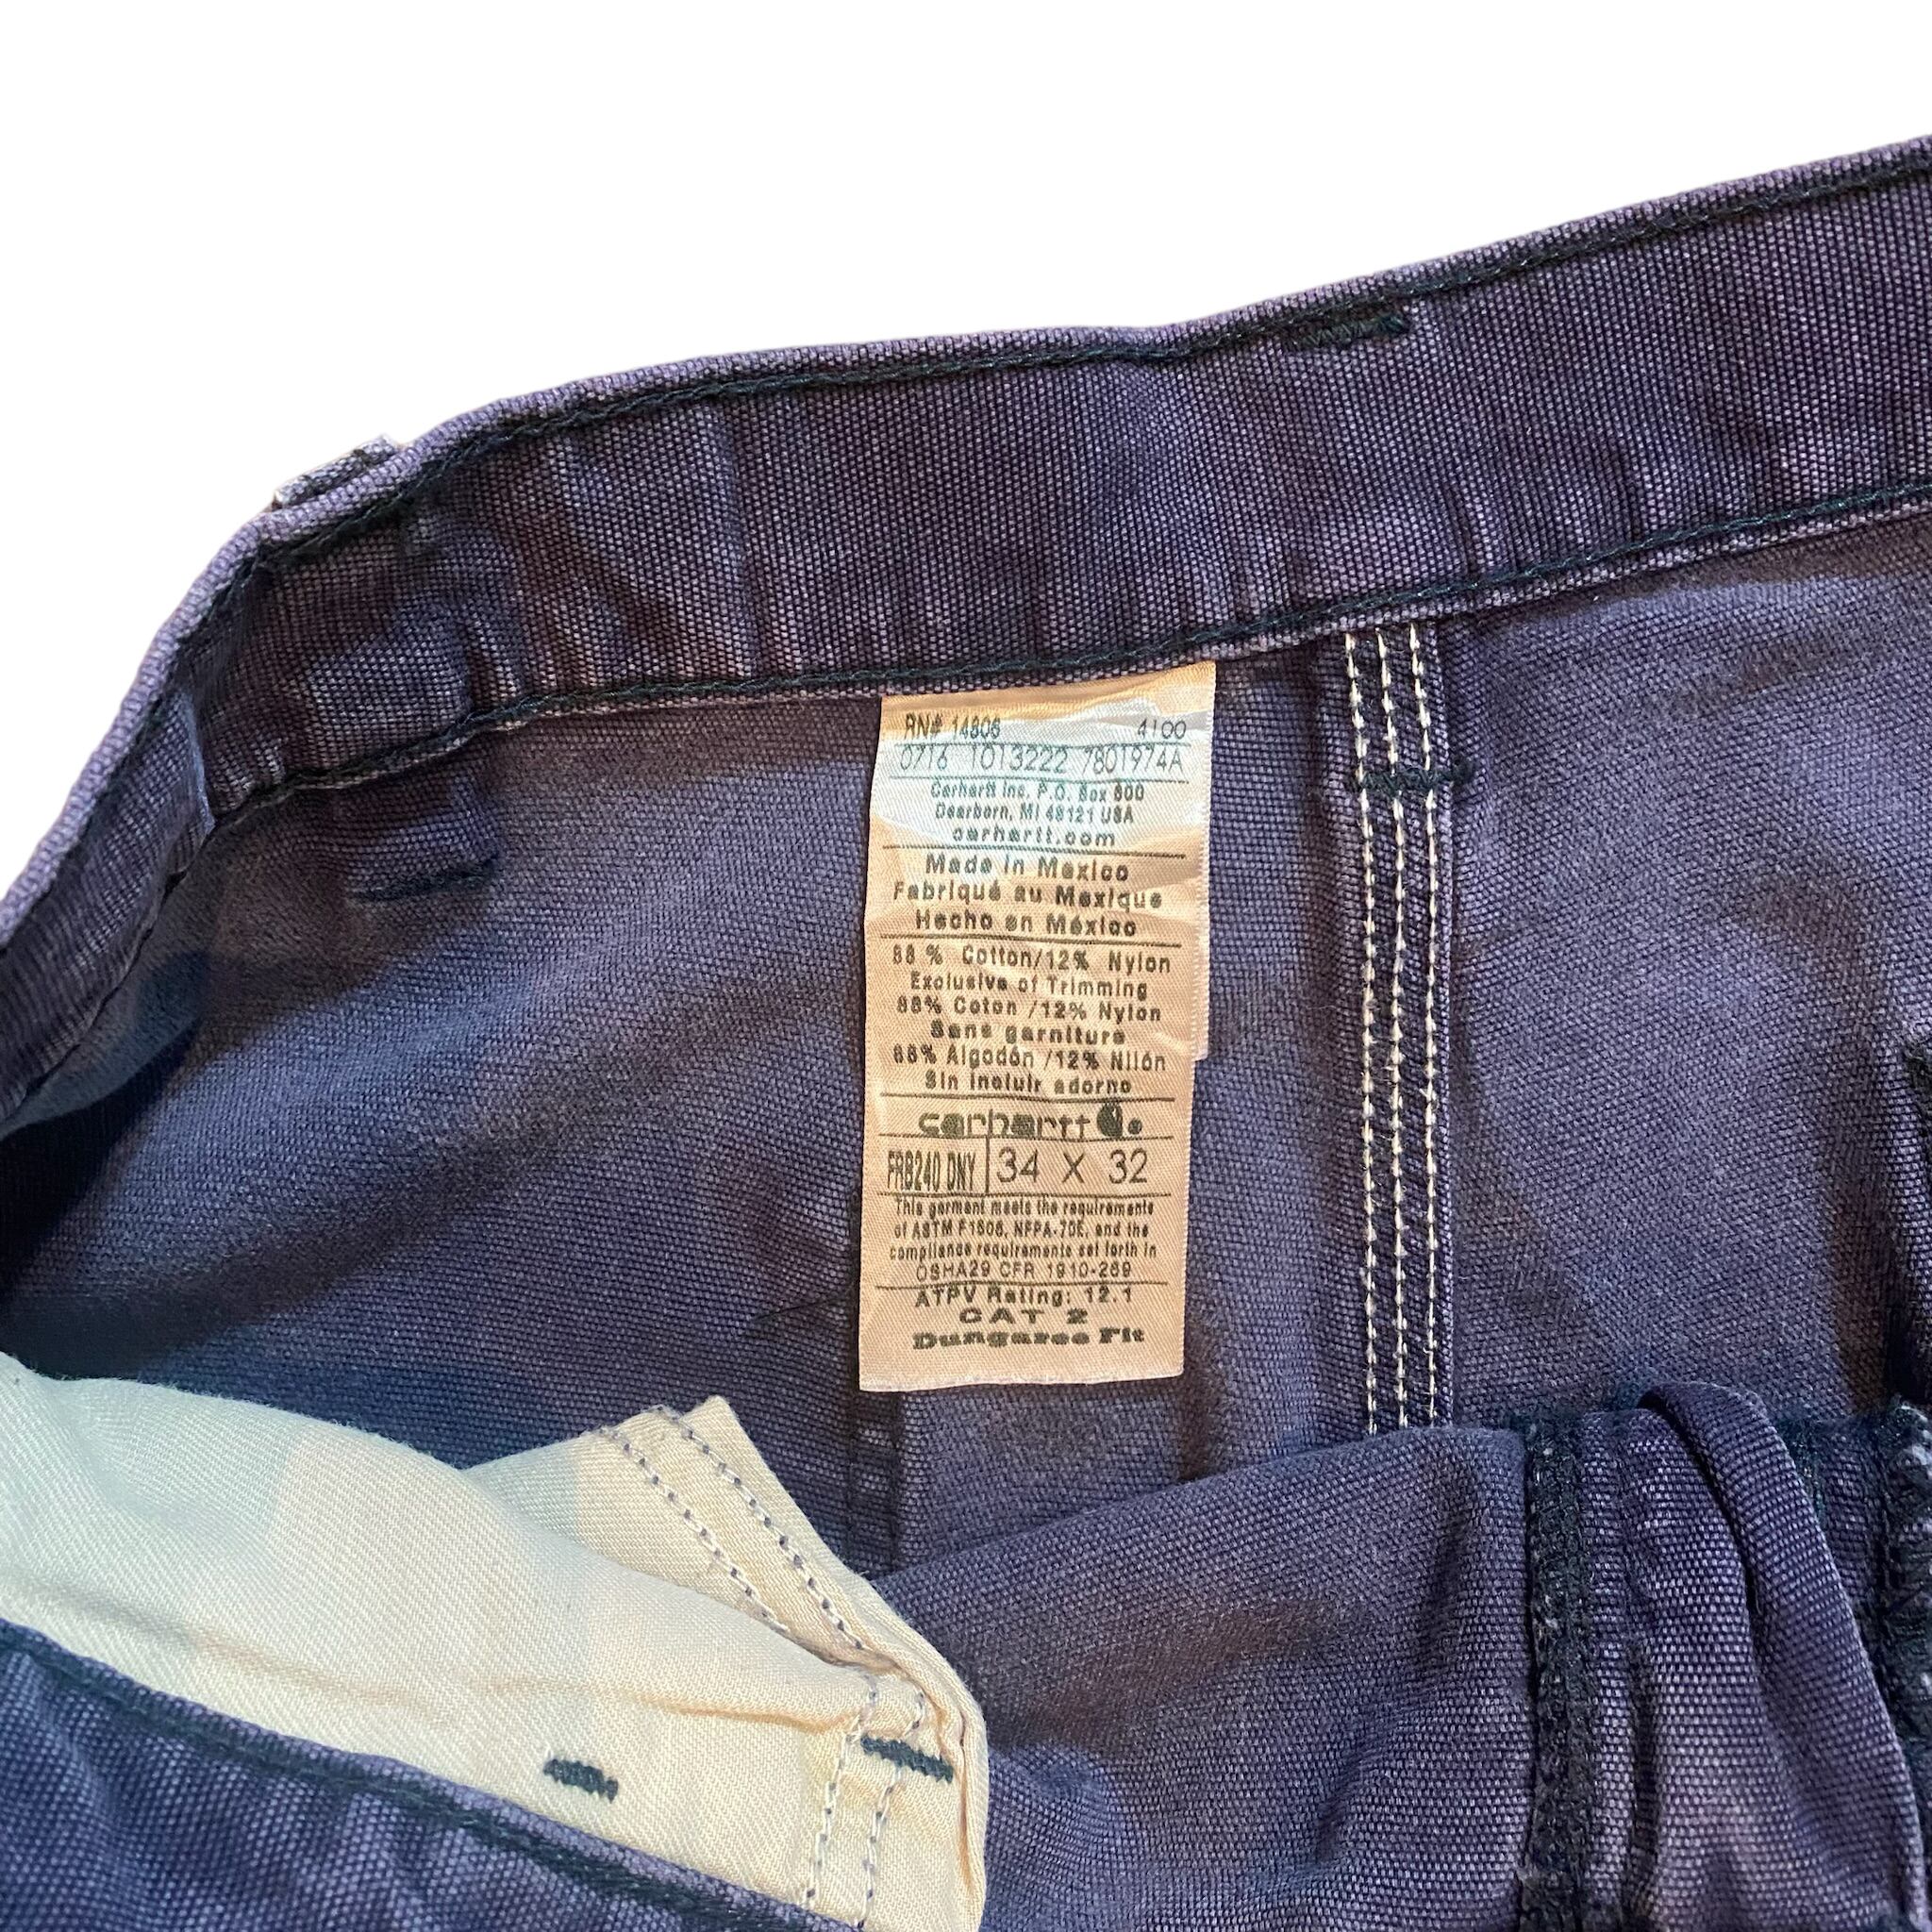 RN# 14806 4100
0716 1013222 7801974A
Carhartt Inc. P.O. Box 600
Dearborn, MI 48121 USA
carhartt.com
Made in Mexico
Fabriqué au Mexique
Hecho en México
88 % Cotton/12% Nylon
Exclusive of Trimming
88% Coton /12% Nylon
Sans garniture
88% Algodón /12% Nilón
Sin incluir adorno
carhartt
FRB240 DNY 34 X 32
This garment meets the requirements
of ASTM F1506, NFPA-70E, and the
compliance requirements set forth in
OSHA29 CFR 1910-269
ATPV Rating: 12.1
CAT 2
Dungaree Fit